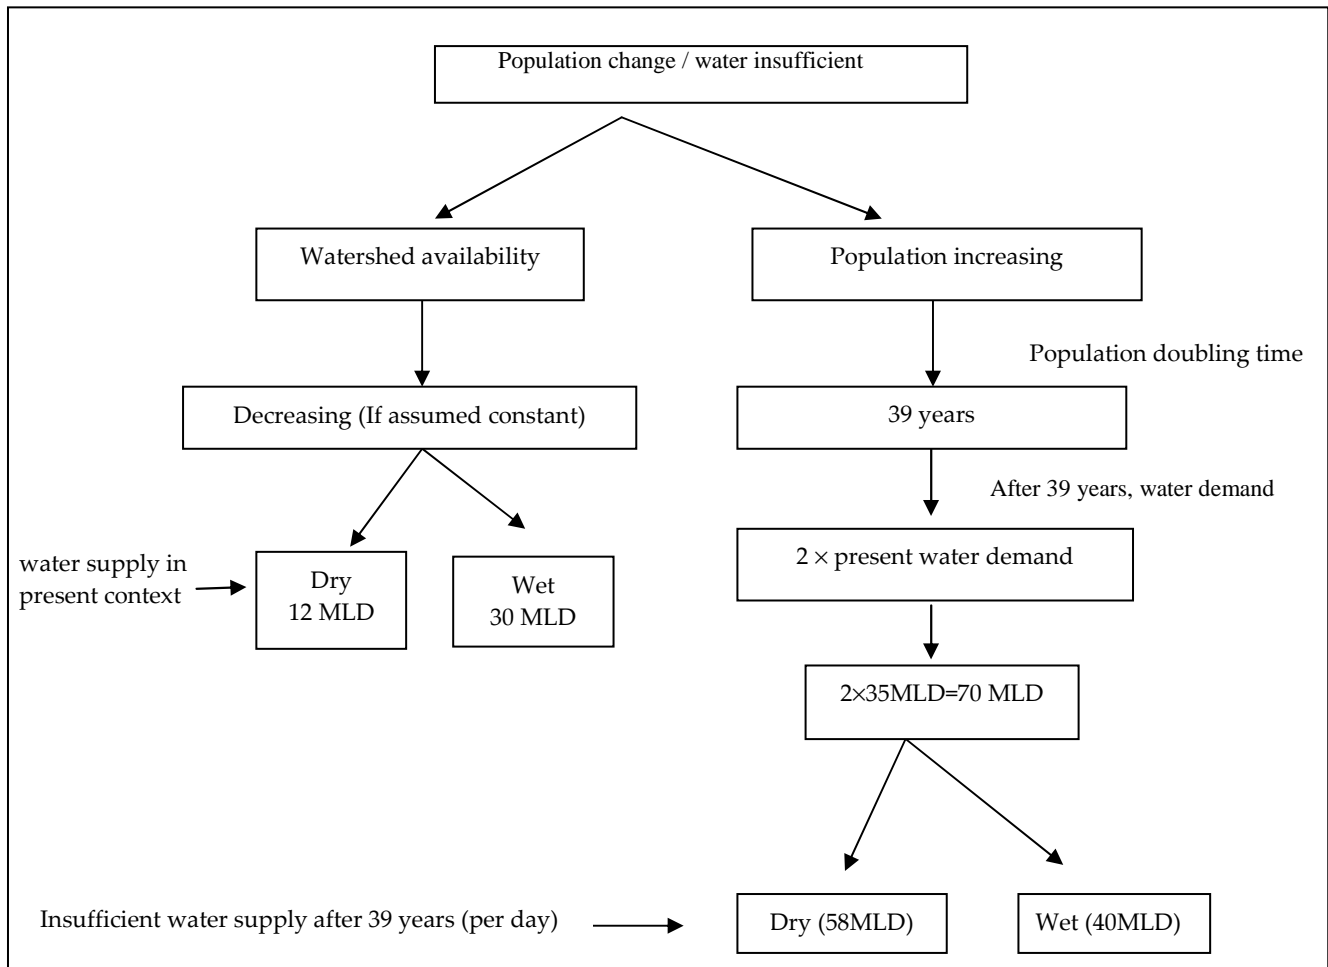 Population change / water insufficient
Watershed availability
Population increasing
Population doubling time
Decreasing (If assumed constant)
39 years
After 39 years, water demand
2 × present water demand
water supply in
present context
Dry
12 MLD
Wet
30 MLD
2×35MLD=70 MLD
Insufficient water supply after 39 years (per day)
Dry (58MLD)
Wet (40MLD)